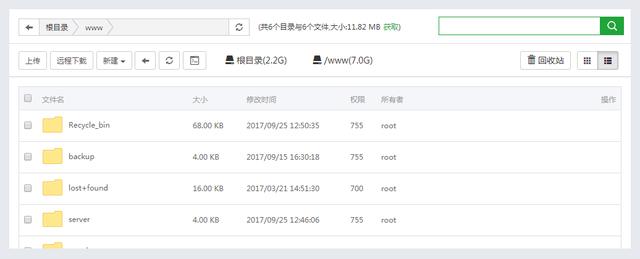 根目录 www (共6个目录与6个文件,大小:11.82 MB 获取)
上传 远程下载 新建 根目录(2.2G) /www(7.0G) 回收站
文件名 大小 修改时间 权限 所有者 操作
Recycle_bin 68.00 KB 2017/09/25 12:50:35 755 root
backup 4.00 KB 2017/09/15 16:30:18 755 root
lost+found 16.00 KB 2017/03/21 14:51:30 700 root
server 4.00 KB 2017/09/25 12:46:06 755 root